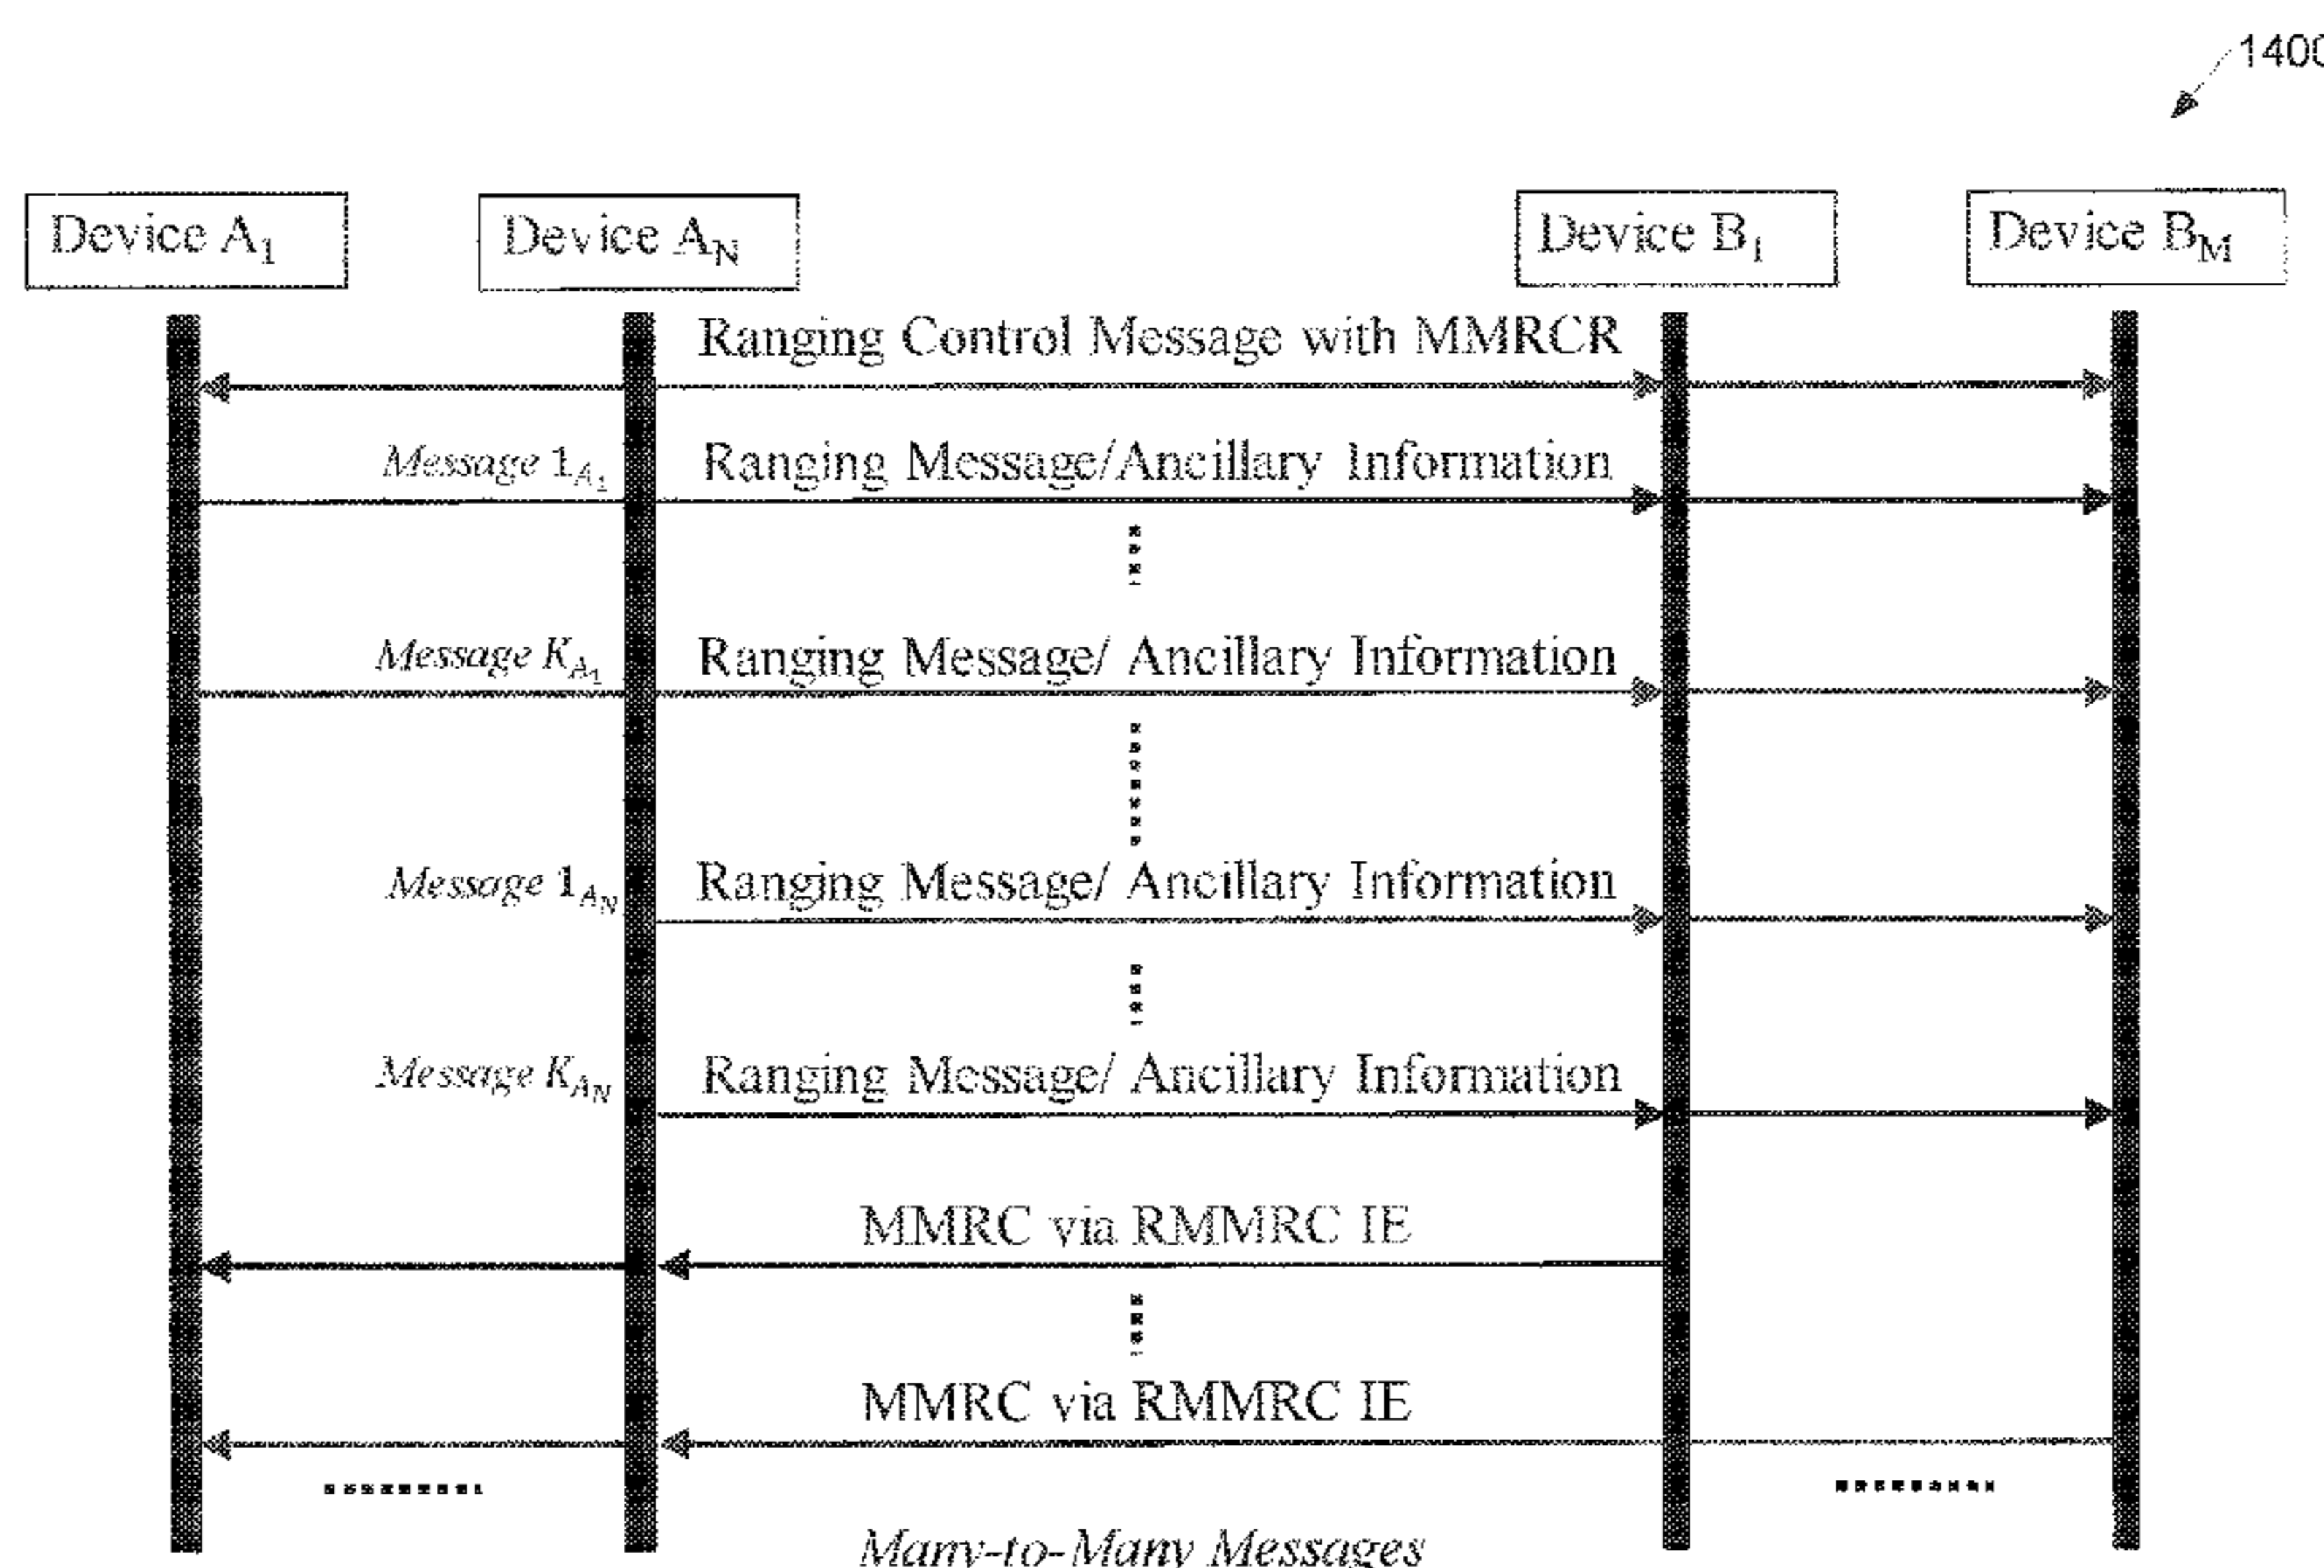 1400
Device A1 Device AN Device B1 Device BM
Ranging Control Message with MMRCR
Message 1A1 Ranging Message/Ancillary Information
Message KA1 Ranging Message/ Ancillary Information
Message 1AN Ranging Message/ Ancillary Information
Message KAN Ranging Message/ Ancillary Information
MMRC via RMMRC IE
MMRC via RMMRC IE
Many-to-Many Messages